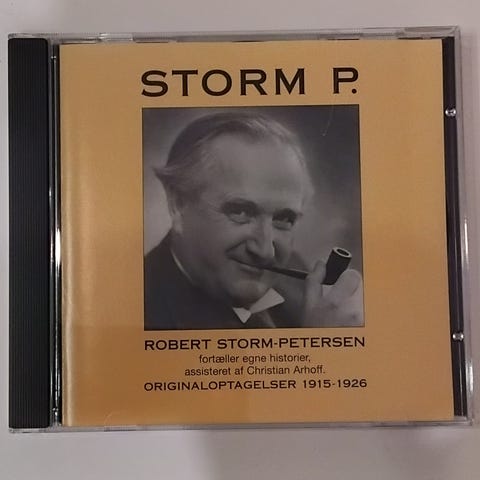 STORM P.
ROBERT STORM-PETERSEN
fortæller egne historier,
assisteret af Christian Arhoff.
ORIGINALOPTAGELSER 1915-1926